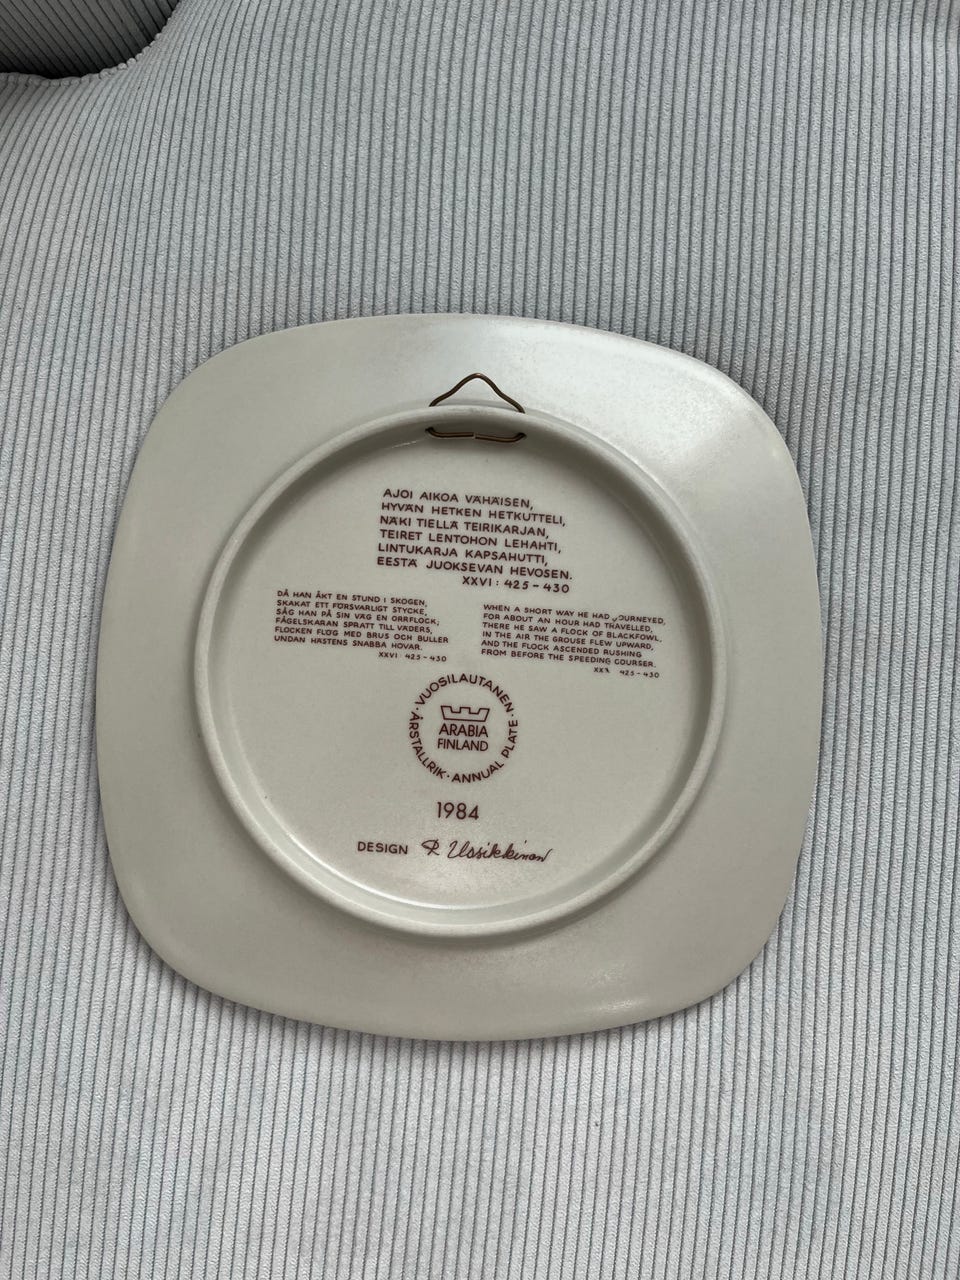 AJOI AIKOA VÄHÄISEN,
HYVÄN HETKEN HETKUTTELI,
NÄKI TIELLÄ TEIRIKARJAN,
TEIRET LENTOHON LEHAHTI,
LINTUKARJA KAPSAHUTTI,
EESTÄ JUOKSEVAN HEVOSEN.
XXVI: 425-430
DÅ HAN ÅKT EN STUND I SKOGEN,
SKAKAT ETT FÖRSVARLIGT STYCKE,
SÅG HAN PÅ SIN VÄG EN ORRFLOCK;
FÅGELSKARAN SPRATT TILL VÄDERS,
FLOCKEN FLÖG MED BRUS OCH BULLER
UNDAN HÄSTENS SNABBA HOVAR.
XXVI 425-430
WHEN A SHORT WAY HE HAD JOURNEYED,
FOR ABOUT AN HOUR HAD TRAVELLED,
THERE HE SAW A FLOCK OF BLACKFOWL.
IN THE AIR THE GROUSE FLEW UPWARD,
AND THE FLOCK ASCENDED RUSHING
FROM BEFORE THE SPEEDING COURSER.
425-430
VUOSILAUTANEN · ANNUAL PLATE · ÅRSTALLRIK ·
ARABIA
FINLAND
1984
DESIGN R. Uosikkinen